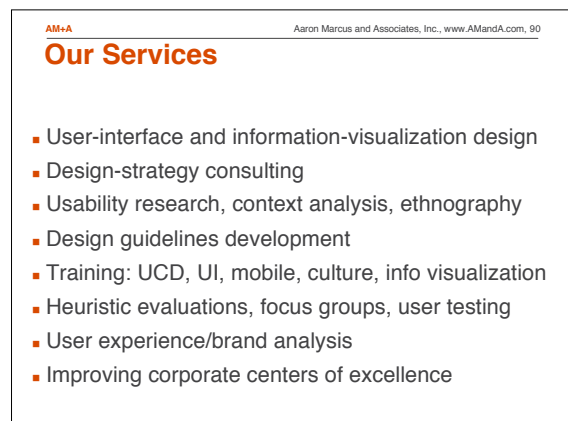 AM+A Aaron Marcus and Associates, Inc., www.AMandA.com, 90
Our Services
▪ User-interface and information-visualization design
▪ Design-strategy consulting
▪ Usability research, context analysis, ethnography
▪ Design guidelines development
▪ Training: UCD, UI, mobile, culture, info visualization
▪ Heuristic evaluations, focus groups, user testing
▪ User experience/brand analysis
▪ Improving corporate centers of excellence